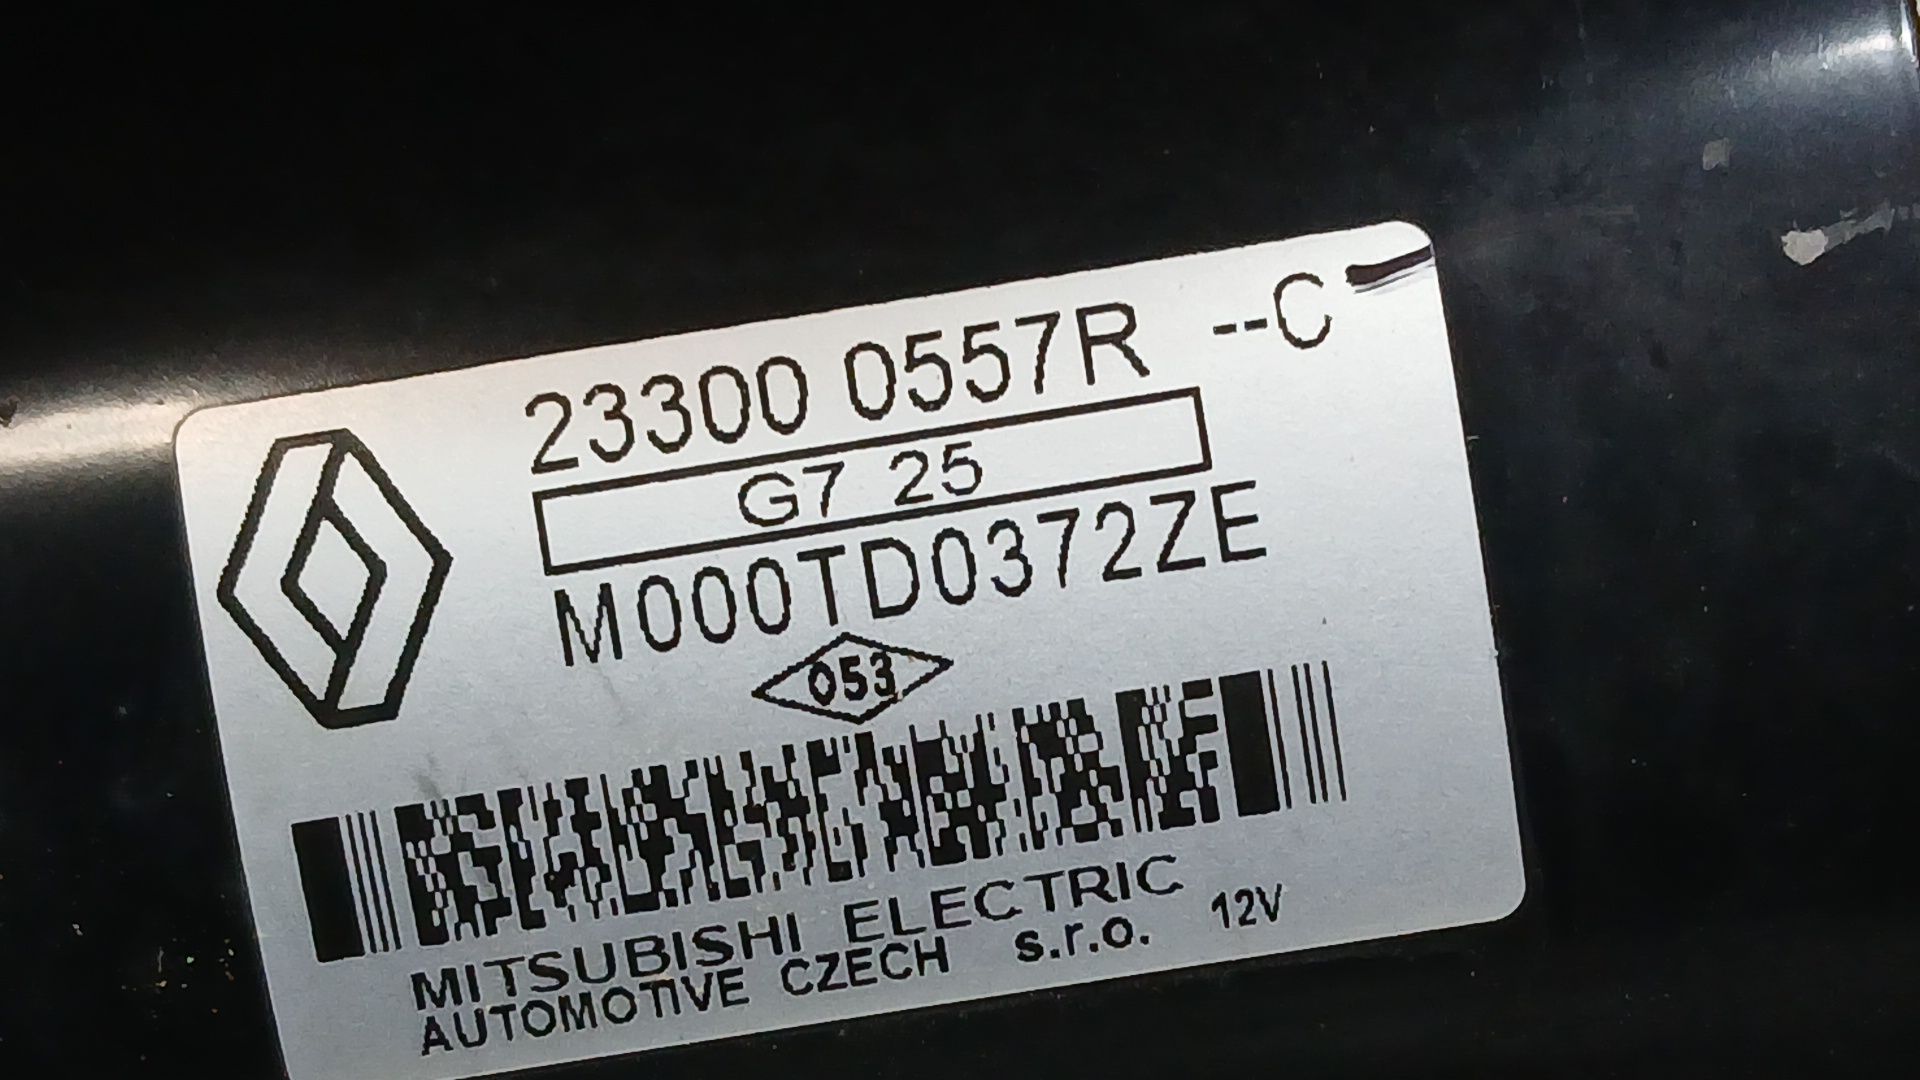 23300 0557R --C
G7 25
M000TD0372ZE
053
MITSUBISHI ELECTRIC
AUTOMOTIVE CZECH s.r.o. 12V